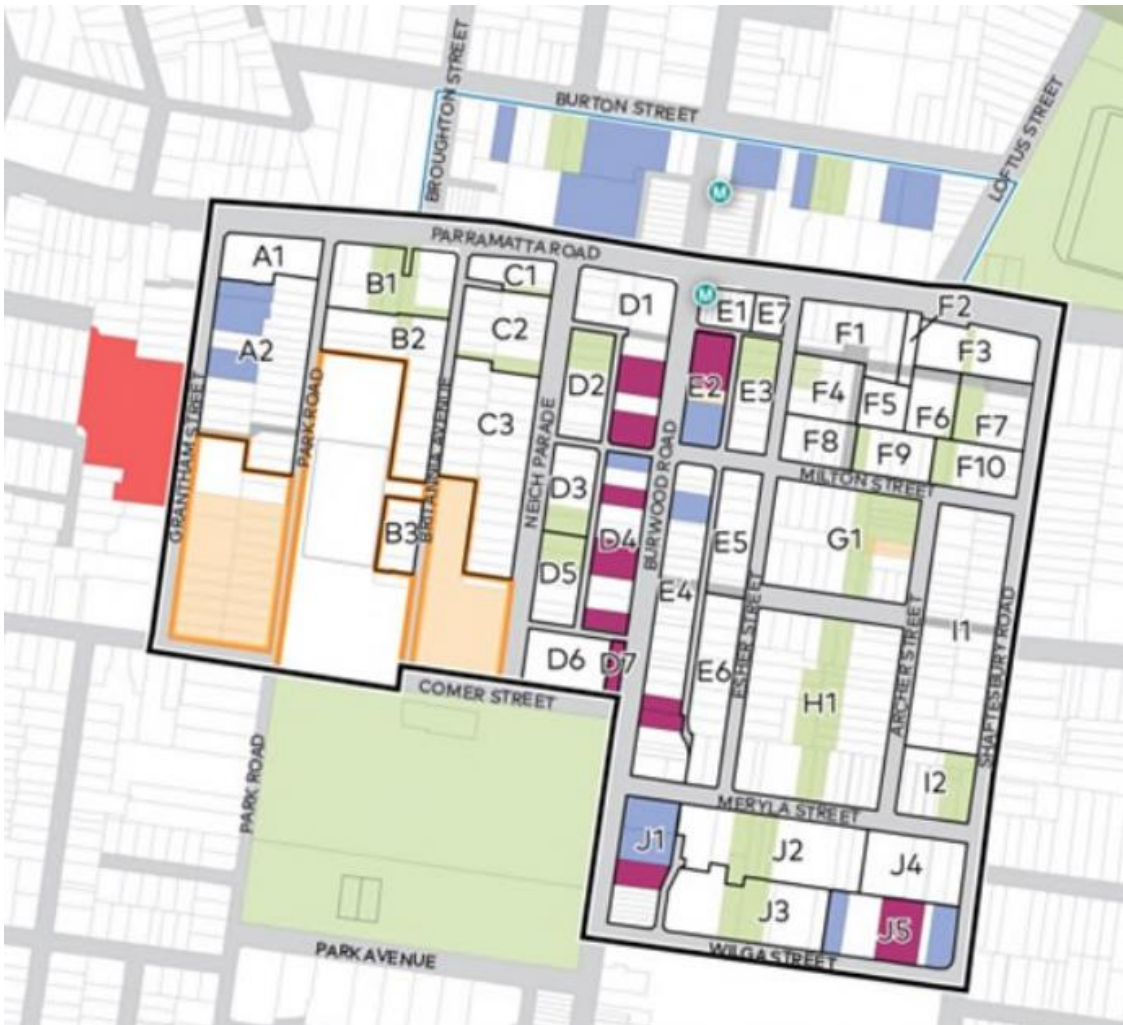 BROUGHTON STREET
BURTON STREET
LOFTUS STREET
M
PARRAMATTA ROAD
A1
B1
C1
D1
M
E1
E7
F1
F2
F3
A2
B2
C2
D2
E2
E3
F4
F5
F6
F7
C3
F8
F9
F10
GRANTHAM STREET
PARK ROAD
BRITANNIA AVENUE
NEICH PARADE
BURWOOD ROAD
MILTON STREET
B3
D3
D4
D5
E4
E5
G1
I1
D6
D7
E6
ESHER STREET
H1
ARCHER STREET
SHAFTESBURY ROAD
COMER STREET
I2
PARK ROAD
MERYLA STREET
J1
J2
J4
J3
J5
PARK AVENUE
WILGA STREET